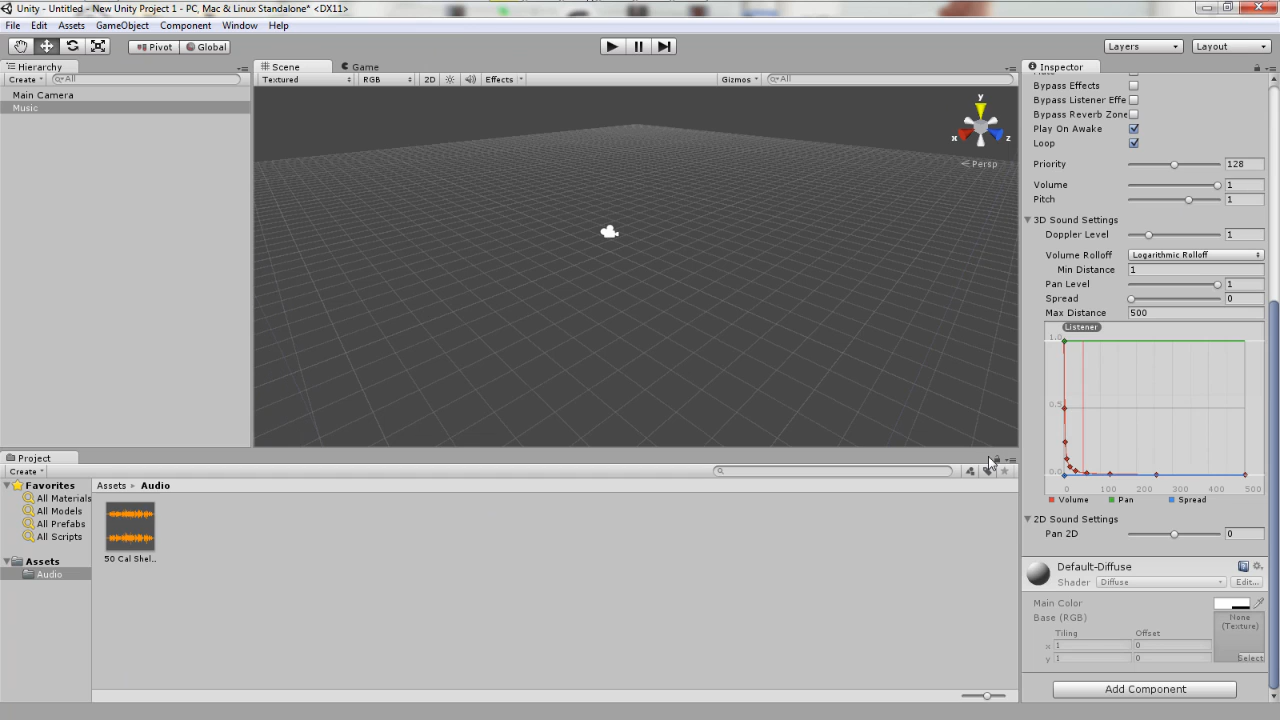 Unity - Untitled - New Unity Project 1 - PC, Mac & Linux Standalone* <DX11>
File Edit Assets GameObject Component Window Help
Pivot Global Layers Layout
Hierarchy
Create All
Main Camera
Music
Scene Game
Textured RGB 2D Effects Gizmos All
y
x z
Persp
Project
Create
Favorites
All Materials
All Models
All Prefabs
All Scripts
Assets
Audio
Assets Audio
50 Cal Shel..
Inspector
Bypass Effects
Bypass Listener Effe
Bypass Reverb Zone
Play On Awake
Loop
Priority 128
Volume 1
Pitch 1
3D Sound Settings
Doppler Level 1
Volume Rolloff Logarithmic Rolloff
Min Distance 1
Pan Level 1
Spread 0
Max Distance 500
Listener
1.0
0.5
0.0
0 100 200 300 400 500
Volume Pan Spread
2D Sound Settings
Pan 2D 0
Default-Diffuse
Shader Diffuse Edit...
Main Color
Base (RGB)
None
(Texture)
Tiling Offset
x 1 0
y 1 0
Select
Add Component